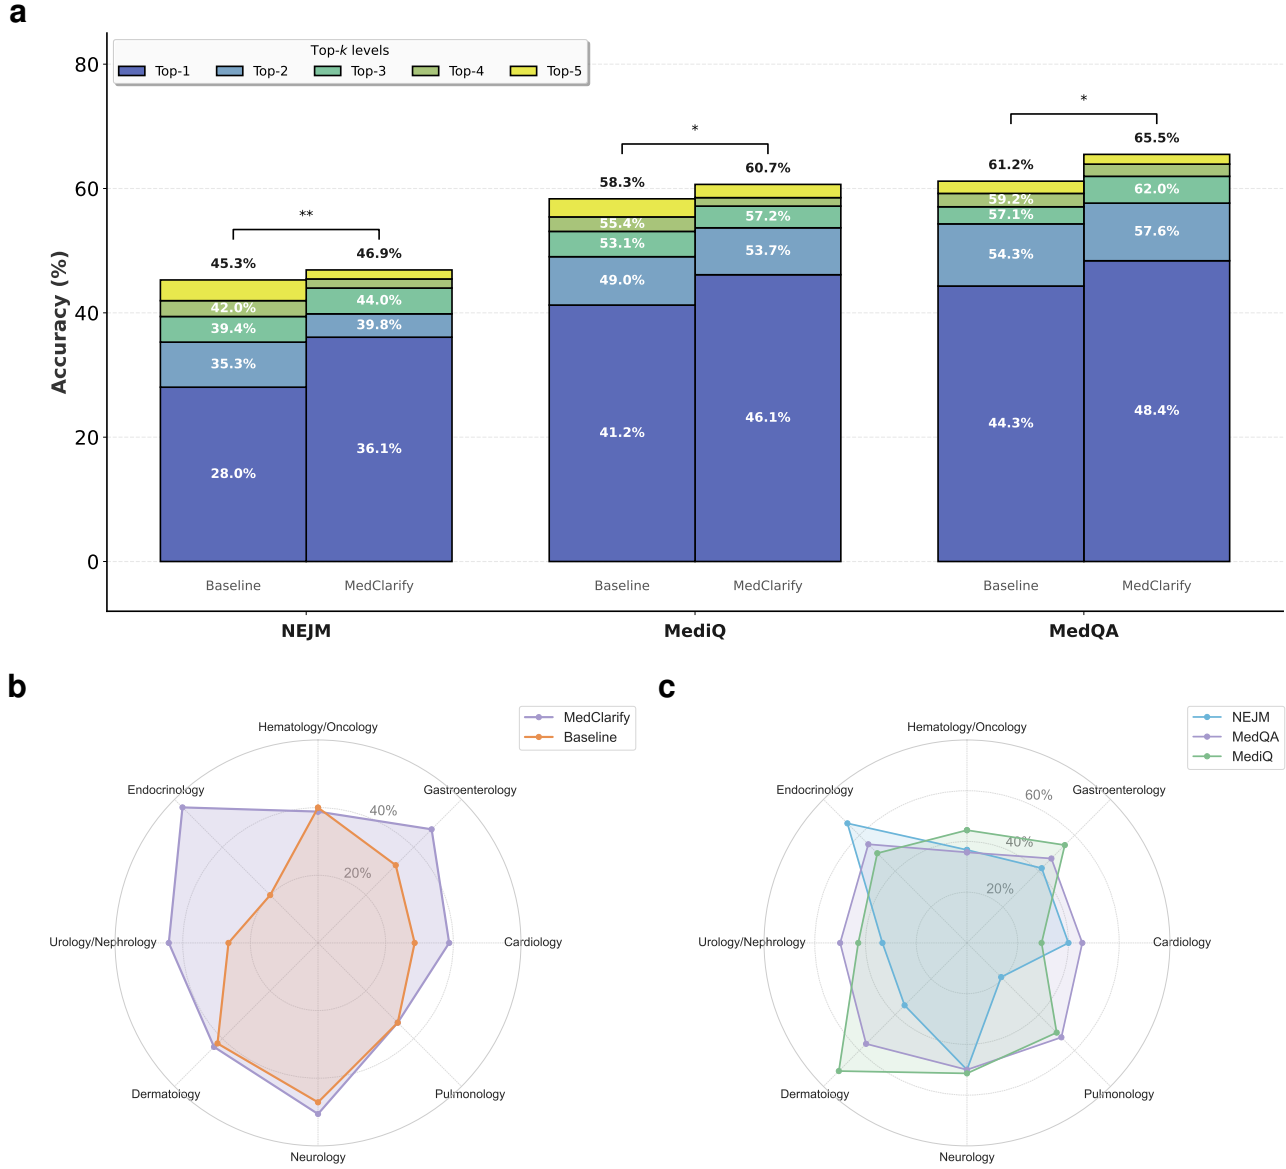 a
Top-k levels
Top-1 Top-2 Top-3 Top-4 Top-5
Accuracy (%)
80
60
40
20
0
**
45.3%
46.9%
42.0%
39.4%
35.3%
28.0%
44.0%
39.8%
36.1%
*
58.3%
60.7%
55.4%
53.1%
49.0%
41.2%
57.2%
53.7%
46.1%
*
61.2%
65.5%
59.2%
57.1%
54.3%
44.3%
62.0%
57.6%
48.4%
Baseline MedClarify Baseline MedClarify Baseline MedClarify
NEJM MediQ MedQA
b
MedClarify
Baseline
Hematology/Oncology
Endocrinology
Gastroenterology
40%
20%
Urology/Nephrology
Cardiology
Dermatology
Pulmonology
Neurology
c
NEJM
MedQA
MediQ
Hematology/Oncology
Endocrinology
Gastroenterology
60%
40%
20%
Urology/Nephrology
Cardiology
Dermatology
Pulmonology
Neurology